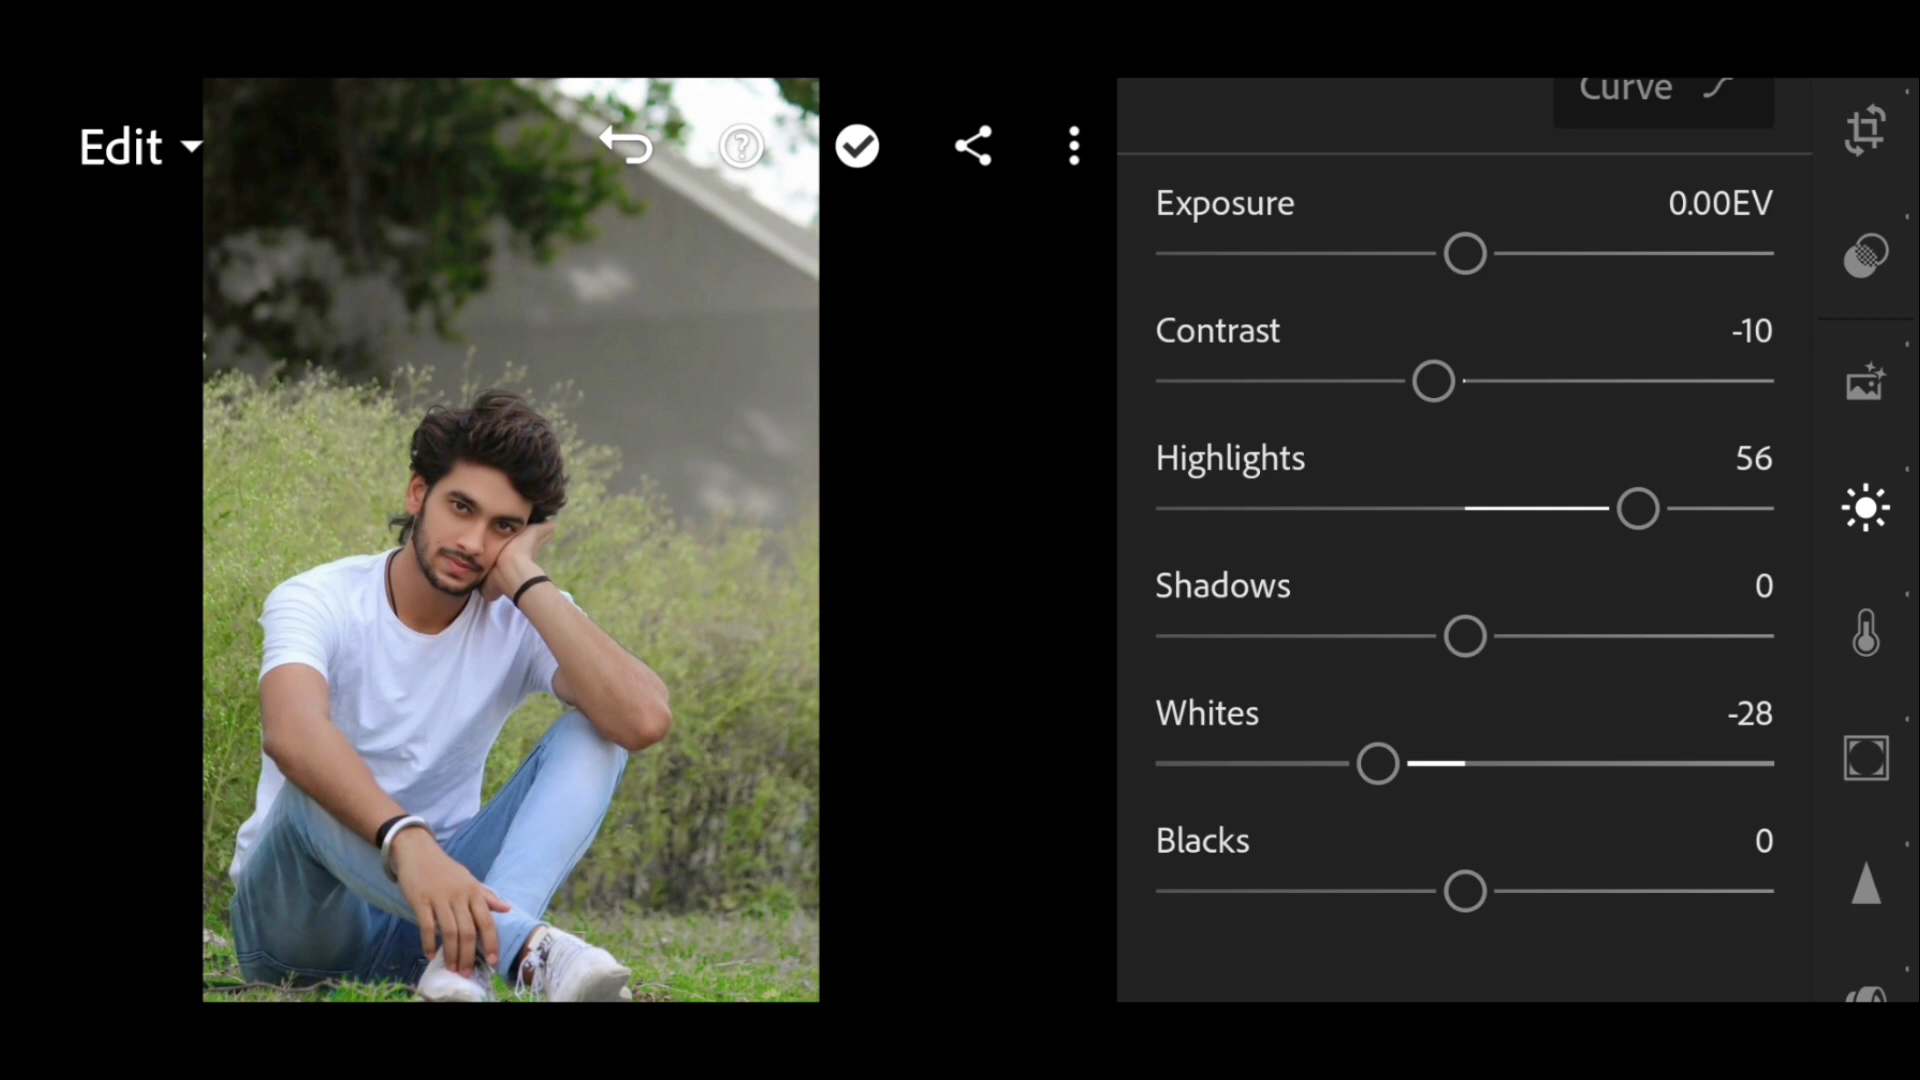 Edit
Curve
Exposure 0.00EV
Contrast -10
Highlights 56
Shadows 0
Whites -28
Blacks 0